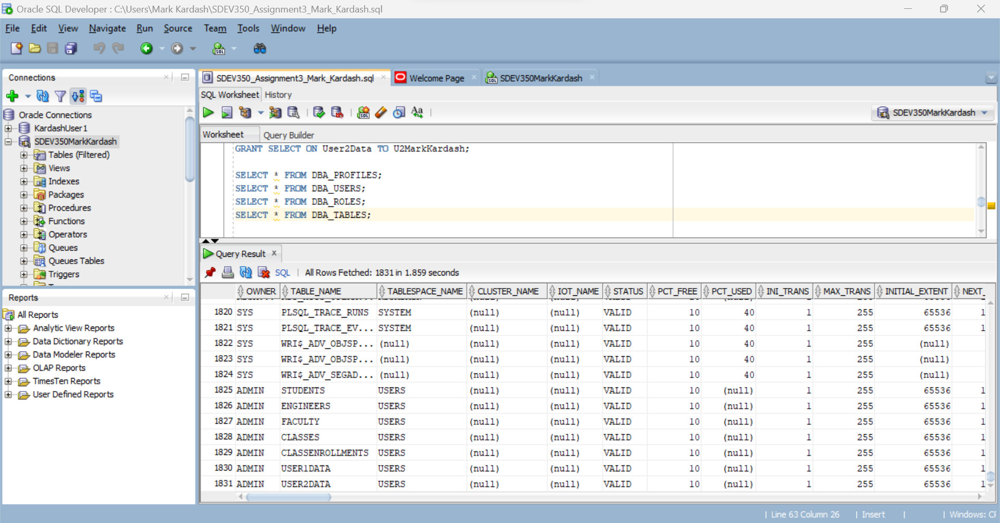 Oracle SQL Developer : C:\Users\Mark Kardash\SDEV350_Assignment3_Mark_Kardash.sql
File Edit View Navigate Run Source Team Tools Window Help
Connections
Oracle Connections
KardashUser1
SDEV350MarkKardash
Tables (Filtered)
Views
Indexes
Packages
Procedures
Functions
Operators
Queues
Queues Tables
Triggers
Reports
All Reports
Analytic View Reports
Data Dictionary Reports
Data Modeler Reports
OLAP Reports
TimesTen Reports
User Defined Reports
SDEV350_Assignment3_Mark_Kardash.sql Welcome Page SDEV350MarkKardash
SQL Worksheet History
SDEV350MarkKardash
Worksheet Query Builder
GRANT SELECT ON User2Data TO U2MarkKardash;
SELECT * FROM DBA_PROFILES;
SELECT * FROM DBA_USERS;
SELECT * FROM DBA_ROLES;
SELECT * FROM DBA_TABLES;
Query Result
SQL | All Rows Fetched: 1831 in 1.859 seconds
OWNER TABLE_NAME TABLESPACE_NAME CLUSTER_NAME IOT_NAME STATUS PCT_FREE PCT_USED INI_TRANS MAX_TRANS INITIAL_EXTENT NEXT_
1820 SYS PLSQL_TRACE_RUNS SYSTEM (null) (null) VALID 10 40 1 255 65536 1
1821 SYS PLSQL_TRACE_EV... SYSTEM (null) (null) VALID 10 40 1 255 65536 1
1822 SYS WRI$_ADV_OBJSP... (null) (null) (null) VALID 10 40 1 255 (null)
1823 SYS WRI$_ADV_OBJSP... (null) (null) (null) VALID 10 40 1 255 (null)
1824 SYS WRI$_ADV_SEGAD... (null) (null) (null) VALID 10 40 1 255 (null)
1825 ADMIN STUDENTS USERS (null) (null) VALID 10 (null) 1 255 65536 1
1826 ADMIN ENGINEERS USERS (null) (null) VALID 10 (null) 1 255 65536 1
1827 ADMIN FACULTY USERS (null) (null) VALID 10 (null) 1 255 65536 1
1828 ADMIN CLASSES USERS (null) (null) VALID 10 (null) 1 255 65536 1
1829 ADMIN CLASSENROLLMENTS USERS (null) (null) VALID 10 (null) 1 255 65536 1
1830 ADMIN USER1DATA USERS (null) (null) VALID 10 (null) 1 255 65536 1
1831 ADMIN USER2DATA USERS (null) (null) VALID 10 (null) 1 255 65536 1
| Line 63 Column 26 | Insert | | Windows: CF